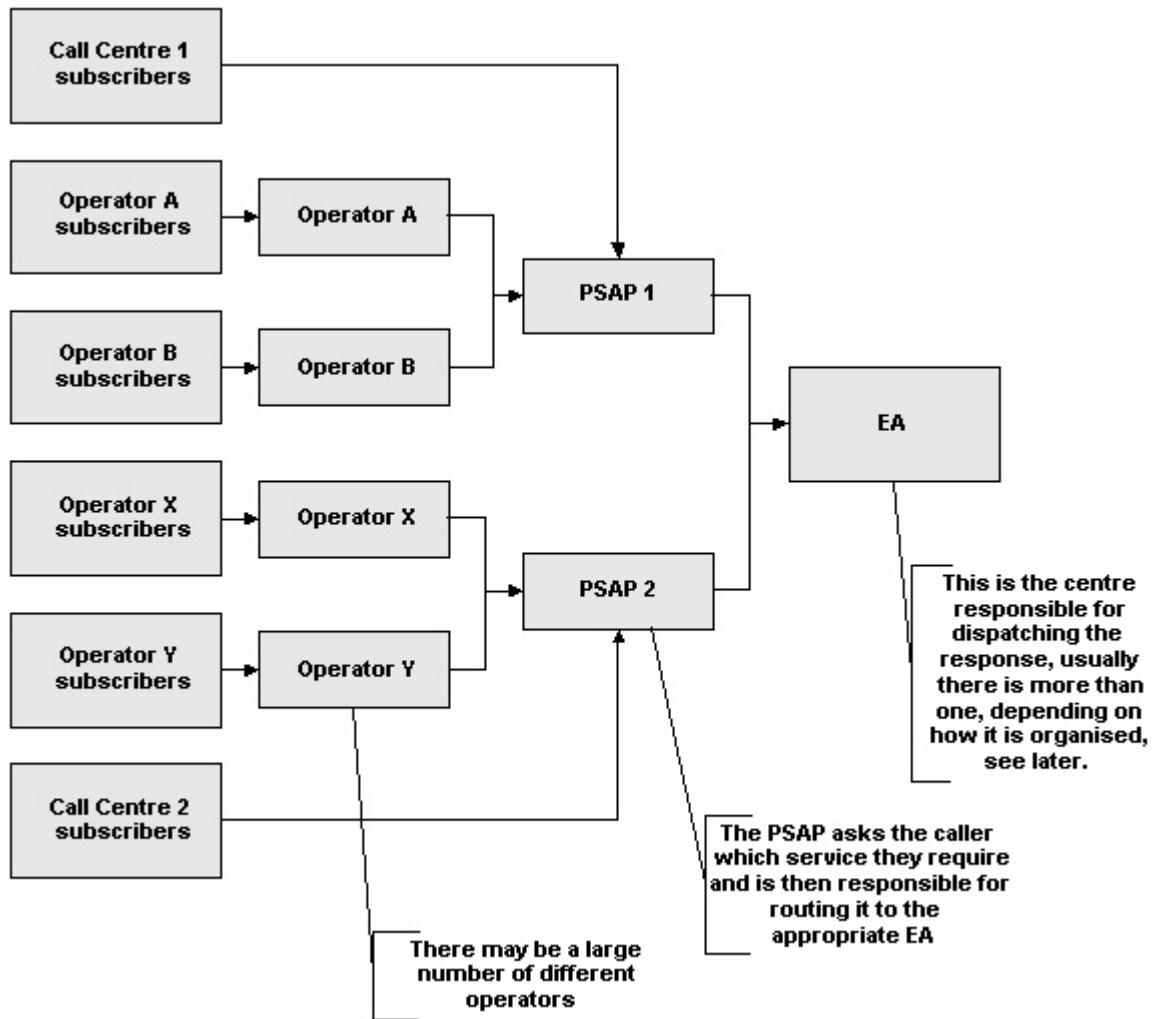 Call Centre 1
subscribers
Operator A
subscribers
Operator A
PSAP 1
Operator B
subscribers
Operator B
EA
Operator X
subscribers
Operator X
PSAP 2
Operator Y
subscribers
Operator Y
Call Centre 2
subscribers
This is the centre
responsible for
dispatching the
response, usually
there is more than
one, depending on
how it is organised,
see later.
The PSAP asks the caller
which service they require
and is then responsible for
routing it to the
appropriate EA
There may be a large
number of different
operators